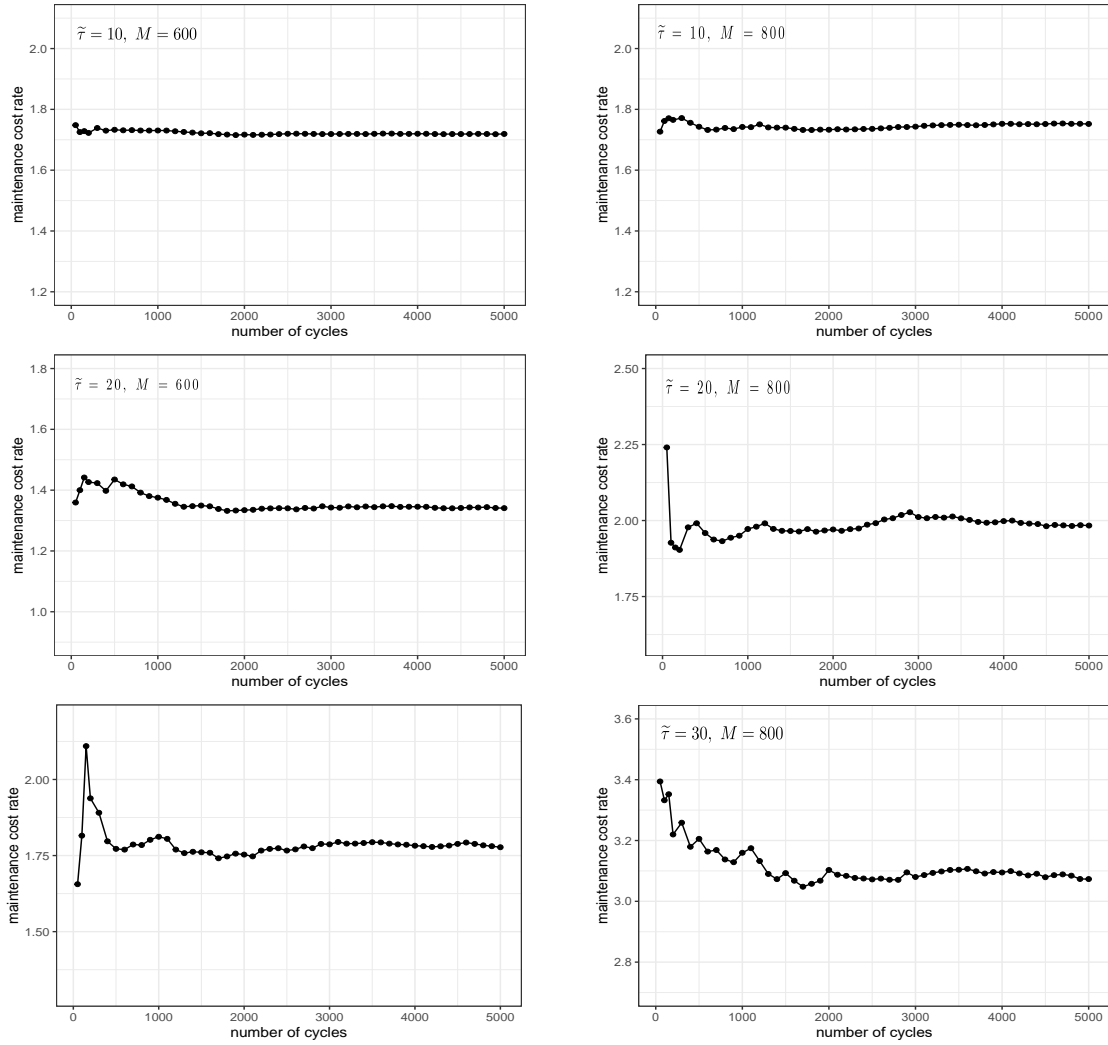 τ̃ = 10, M = 600
maintenance cost rate
2.0
1.8
1.6
1.4
1.2
0 1000 2000 3000 4000 5000
number of cycles
τ̃ = 10, M = 800
maintenance cost rate
2.0
1.8
1.6
1.4
1.2
0 1000 2000 3000 4000 5000
number of cycles
τ̃ = 20, M = 600
maintenance cost rate
1.8
1.6
1.4
1.2
1.0
0 1000 2000 3000 4000 5000
number of cycles
τ̃ = 20, M = 800
maintenance cost rate
2.50
2.25
2.00
1.75
0 1000 2000 3000 4000 5000
number of cycles
maintenance cost rate
2.00
1.75
1.50
0 1000 2000 3000 4000 5000
number of cycles
τ̃ = 30, M = 800
maintenance cost rate
3.6
3.4
3.2
3.0
2.8
0 1000 2000 3000 4000 5000
number of cycles